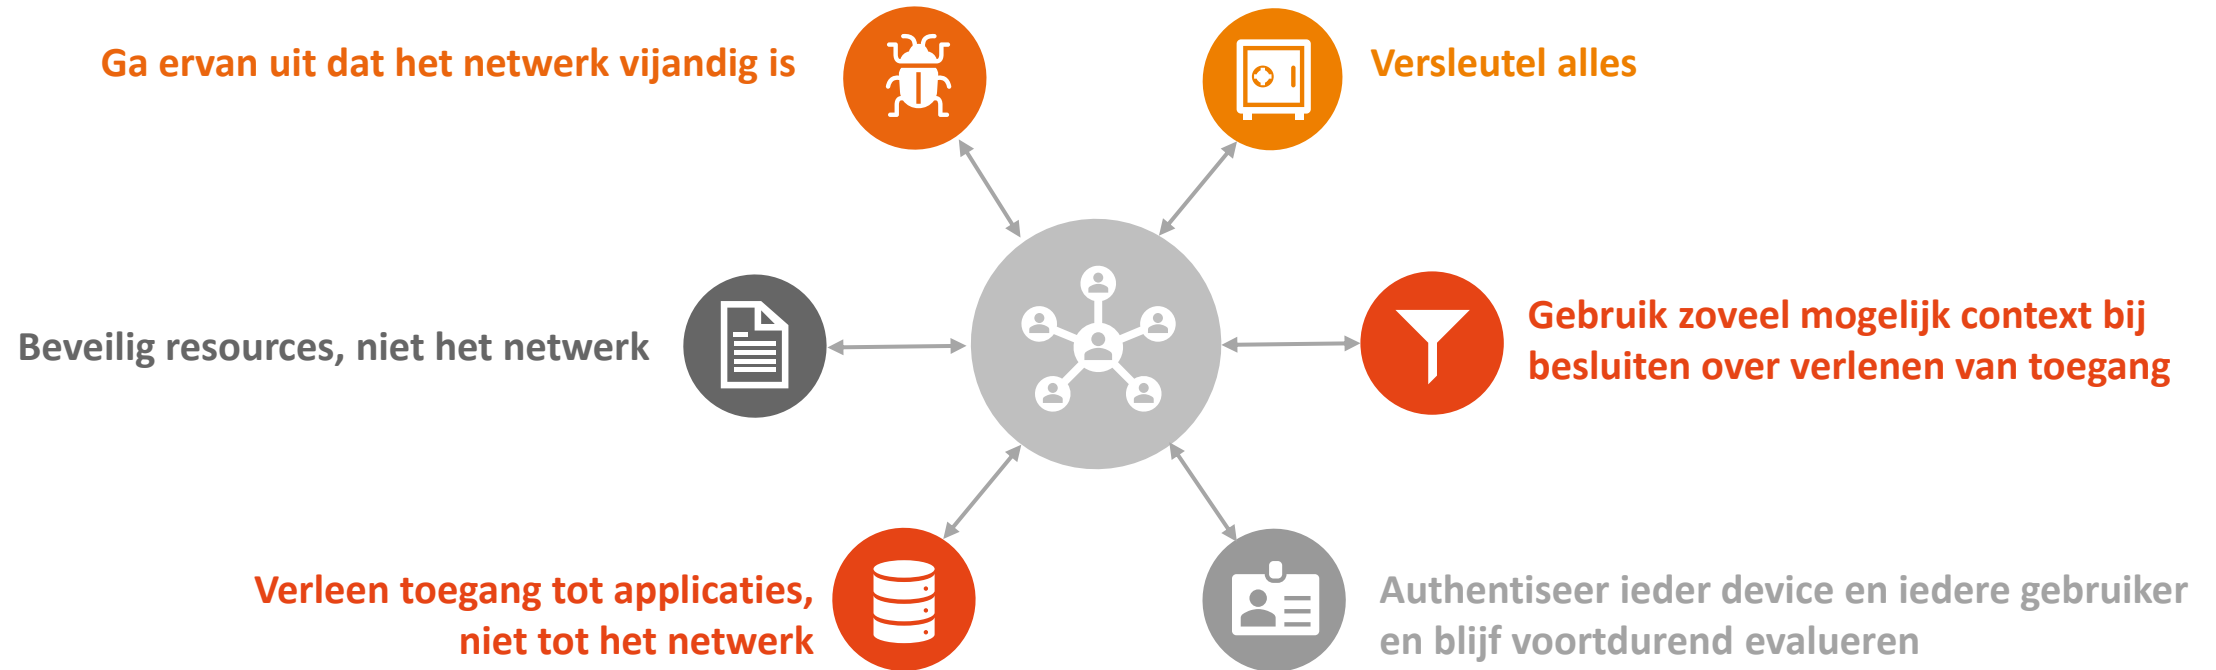 Ga ervan uit dat het netwerk vijandig is
Versleutel alles
Beveilig resources, niet het netwerk
Gebruik zoveel mogelijk context bij
besluiten over verlenen van toegang
Verleen toegang tot applicaties,
niet tot het netwerk
Authentiseer ieder device en iedere gebruiker
en blijf voortdurend evalueren